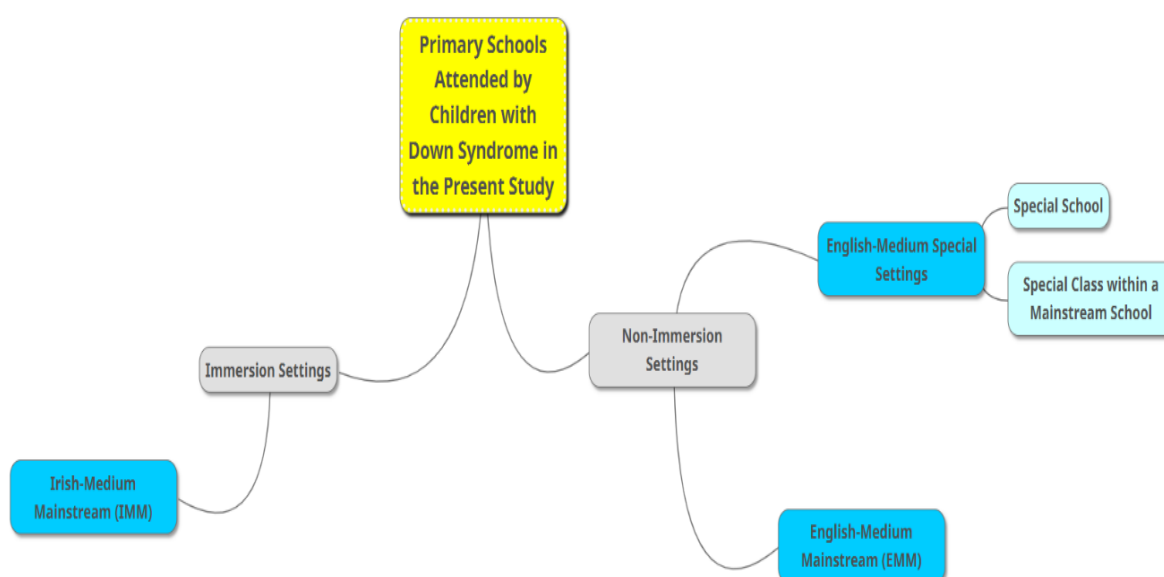 Primary Schools
Attended by
Children with
Down Syndrome in
the Present Study
Special School
English-Medium Special
Settings
Special Class within a
Mainstream School
Non-Immersion
Settings
Immersion Settings
Irish-Medium
Mainstream (IMM)
English-Medium
Mainstream (EMM)